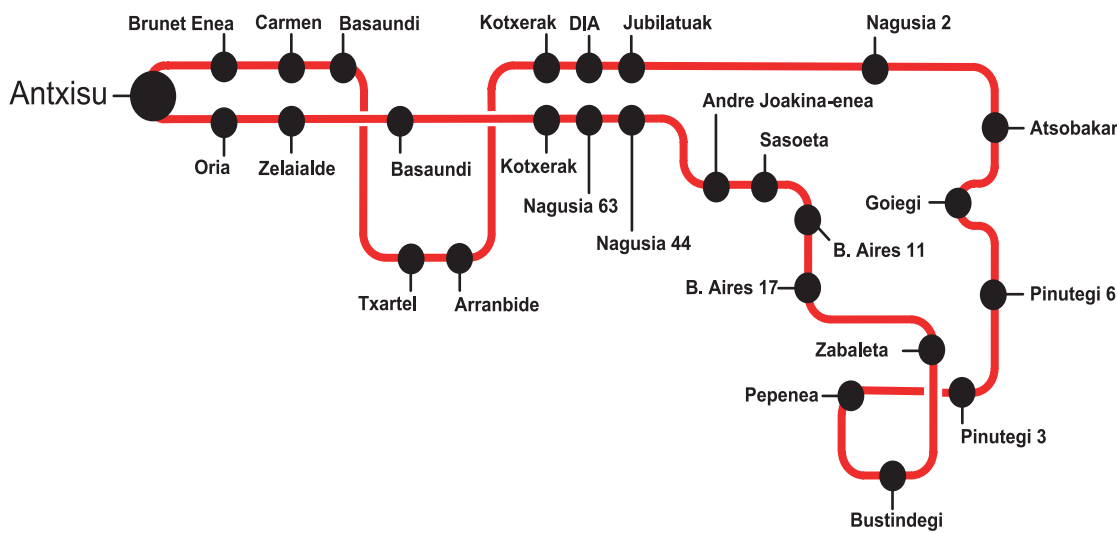 Brunet Enea
Carmen
Basaundi
Kotxerak
DIA
Jubilatuak
Nagusia 2
Antxisu
Andre Joakina-enea
Atsobakar
Sasoeta
Oria
Zelaialde
Basaundi
Kotxerak
Nagusia 63
Nagusia 44
Goiegi
B. Aires 11
B. Aires 17
Pinutegi 6
Txartel
Arranbide
Zabaleta
Pepenea
Pinutegi 3
Bustindegi